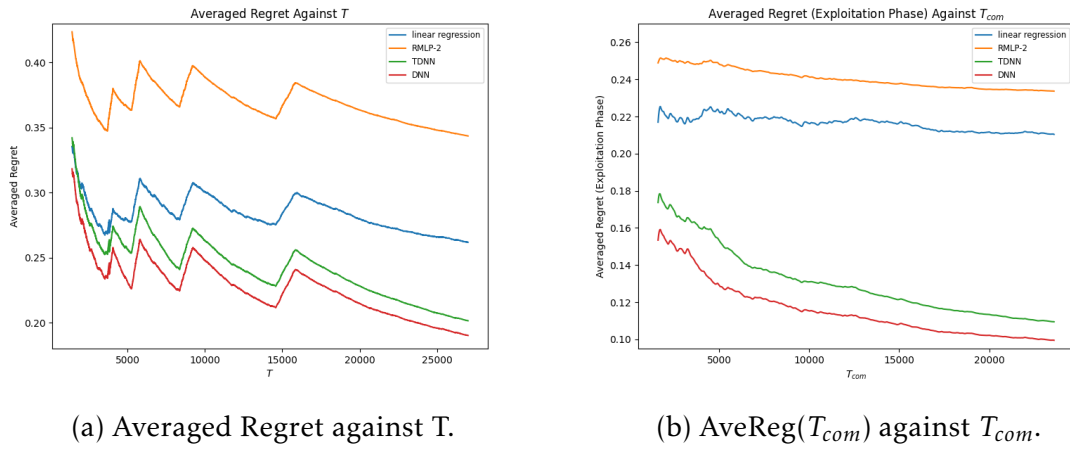 Averaged Regret Against T
linear regression
RMLP-2
TDNN
DNN
Averaged Regret
0.40
0.35
0.30
0.25
0.20
5000 10000 15000 20000 25000
T
(a) Averaged Regret against T.
Averaged Regret (Exploitation Phase) Against T_com
linear regression
RMLP-2
TDNN
DNN
Averaged Regret (Exploitation Phase)
0.26
0.24
0.22
0.20
0.18
0.16
0.14
0.12
0.10
5000 10000 15000 20000
T_com
(b) AveReg(T_com) against T_com.